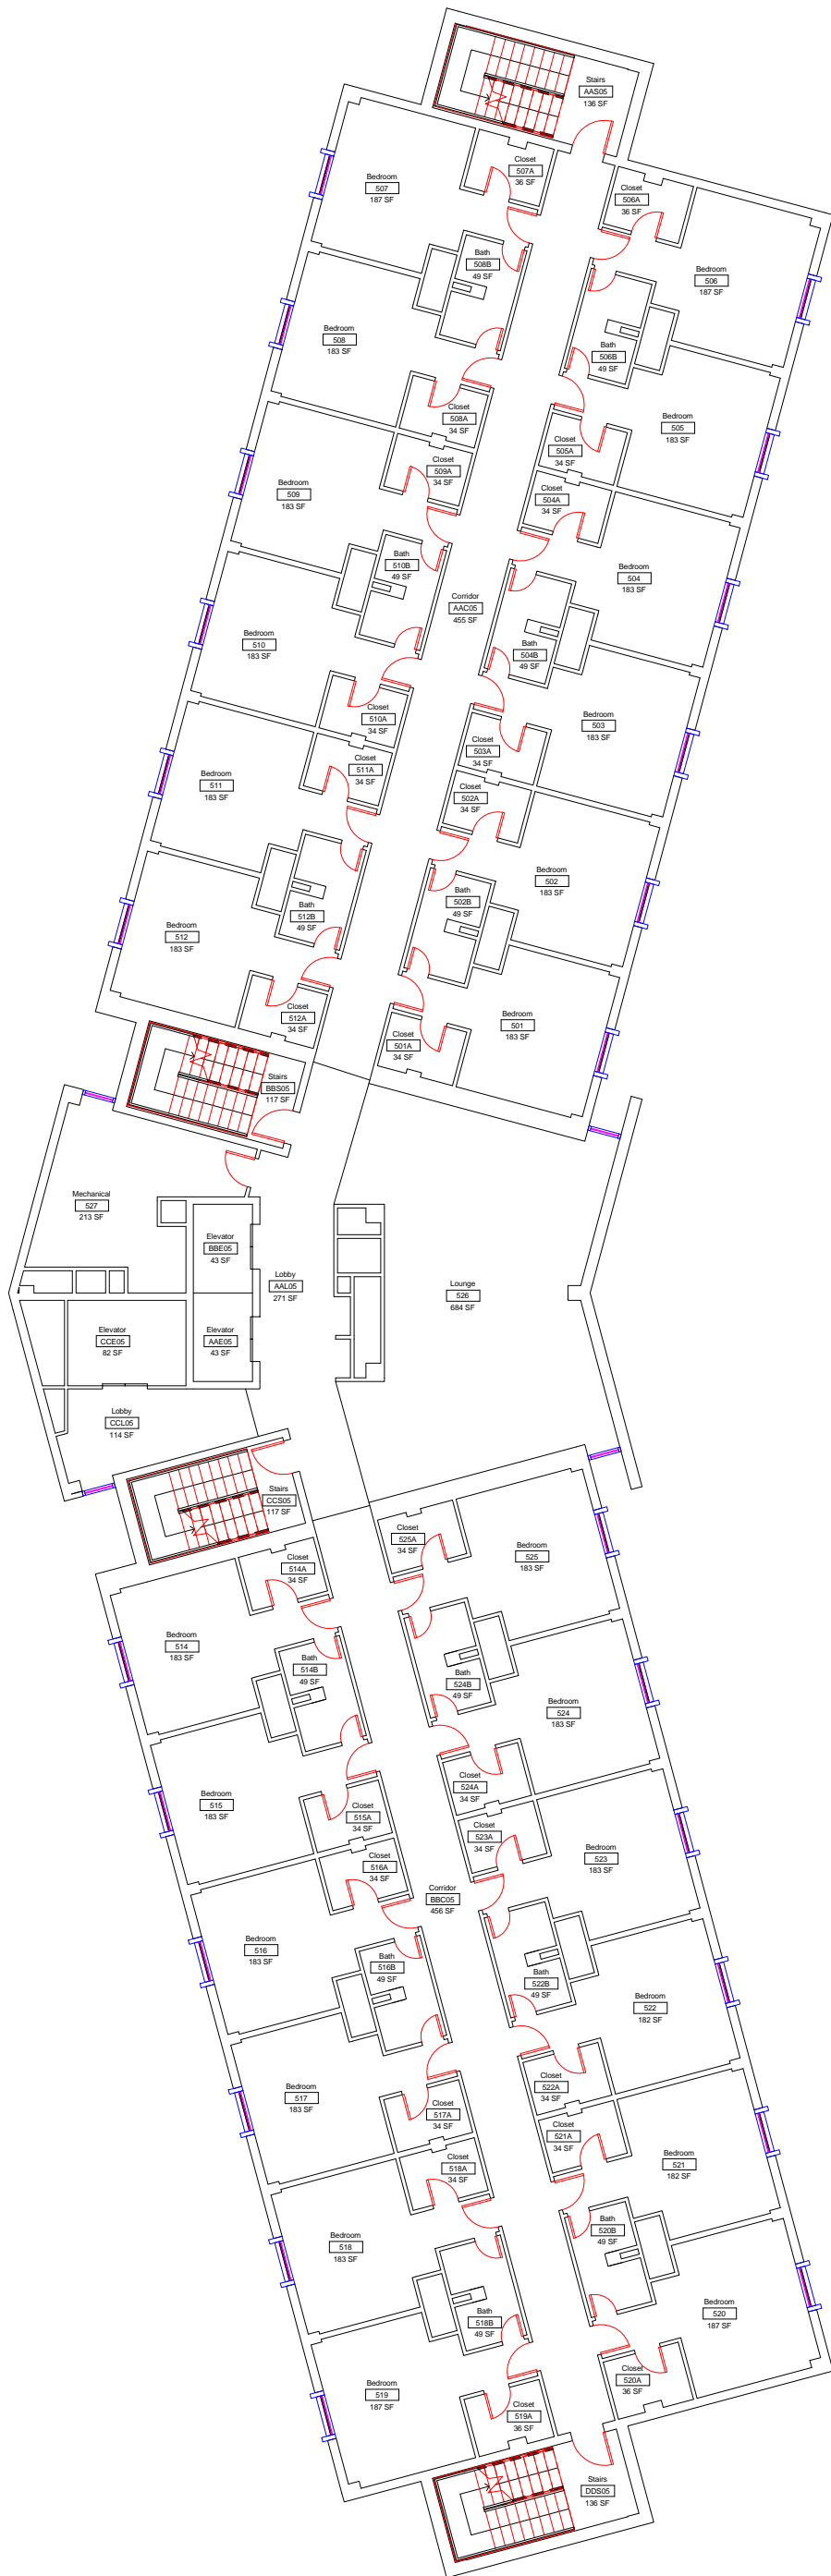 Stairs
AAS05
136 SF
Closet
507A
36 SF
Bedroom
507
187 SF
Closet
506A
36 SF
Bath
508B
49 SF
Bedroom
506
187 SF
Bedroom
508
183 SF
Bath
506B
49 SF
Bedroom
505
183 SF
Closet
508A
34 SF
Closet
505A
34 SF
Closet
509A
34 SF
Bedroom
509
183 SF
Closet
504A
34 SF
Bath
510B
49 SF
Bedroom
504
183 SF
Corridor
AAC05
455 SF
Bedroom
510
183 SF
Bath
504B
49 SF
Bedroom
503
183 SF
Closet
510A
34 SF
Closet
503A
34 SF
Closet
511A
34 SF
Bedroom
511
183 SF
Closet
502A
34 SF
Bedroom
502
183 SF
Bath
502B
49 SF
Bath
512B
49 SF
Bedroom
512
183 SF
Closet
512A
34 SF
Bedroom
501
183 SF
Closet
501A
34 SF
Stairs
BBS05
117 SF
Mechanical
527
213 SF
Elevator
BBE05
43 SF
Lobby
AAL05
271 SF
Lounge
526
684 SF
Elevator
CCE05
82 SF
Elevator
AAE05
43 SF
Lobby
CCL05
114 SF
Stairs
CCS05
117 SF
Closet
525A
34 SF
Bedroom
525
183 SF
Closet
514A
34 SF
Bedroom
514
183 SF
Bath
514B
49 SF
Bath
524B
49 SF
Bedroom
524
183 SF
Bedroom
515
183 SF
Closet
524A
34 SF
Closet
515A
34 SF
Closet
523A
34 SF
Bedroom
523
183 SF
Closet
516A
34 SF
Corridor
BBC05
456 SF
Bedroom
516
183 SF
Bath
516B
49 SF
Bath
522B
49 SF
Bedroom
522
182 SF
Bedroom
517
183 SF
Closet
522A
34 SF
Closet
517A
34 SF
Closet
521A
34 SF
Bedroom
521
182 SF
Closet
518A
34 SF
Bath
520B
49 SF
Bedroom
518
183 SF
Bath
518B
49 SF
Bedroom
520
187 SF
Bedroom
519
187 SF
Closet
520A
36 SF
Closet
519A
36 SF
Stairs
DDS05
136 SF